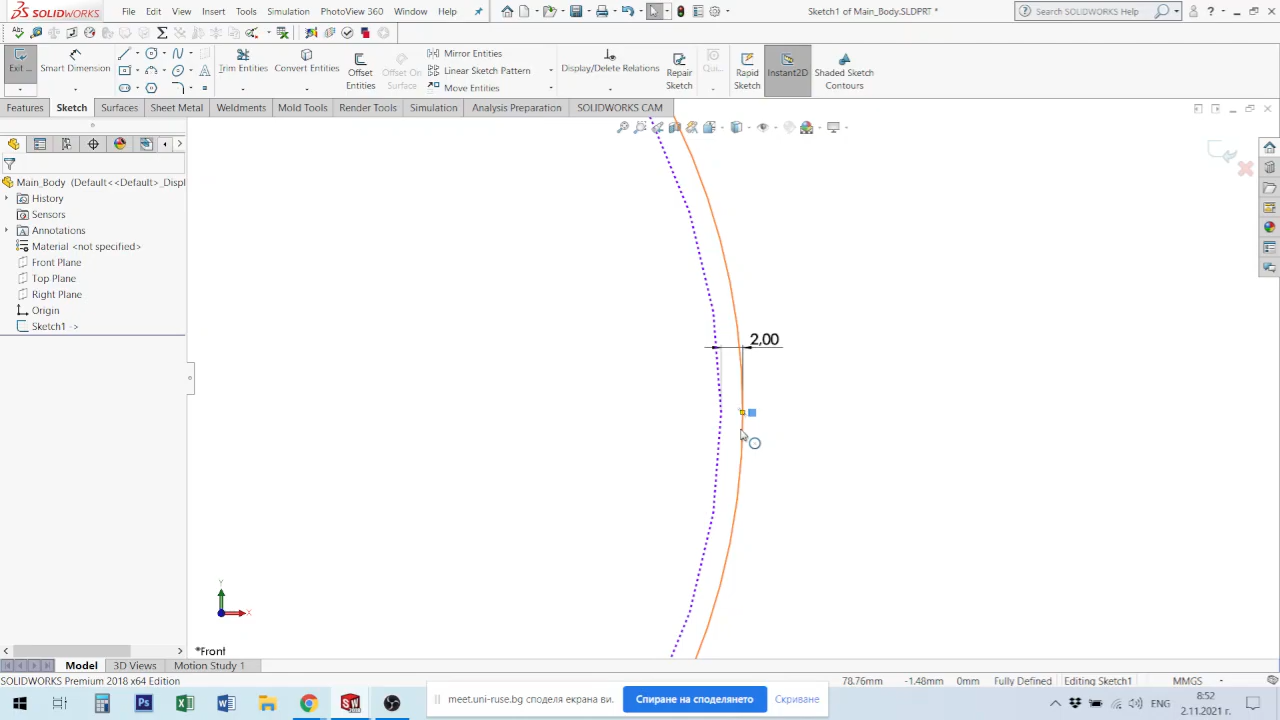 SOLIDWORKS File Edit View Insert Tools Simulation PhotoView 360 Window Help Sketch1 of Main_Body.SLDPRT * Search SOLIDWORKS Help
Exit ... Smart Dimension Trim Entities Convert Entities Offset Entities Offset On Surface Mirror Entities Linear Sketch Pattern Move Entities Display/Delete Relations Repair Sketch Qui... Rapid Sketch Instant2D Shaded Sketch Contours
Features Sketch Surfaces Sheet Metal Weldments Mold Tools Render Tools Simulation Analysis Preparation SOLIDWORKS CAM
Main_Body (Default<<Default>_Displ
History
Sensors
Annotations
Material <not specified>
Front Plane
Top Plane
Right Plane
Origin
Sketch1 ->
2,00
Y
X
*Front
Model 3D Views Motion Study 1
SOLIDWORKS Premium 2018 x64 Edition 78.76mm -1.48mm 0mm Fully Defined Editing Sketch1 MMGS
meet.uni-ruse.bg споделя екрана ви. Спиране на споделянето Скриване
ENG
8:52
2.11.2021 г.